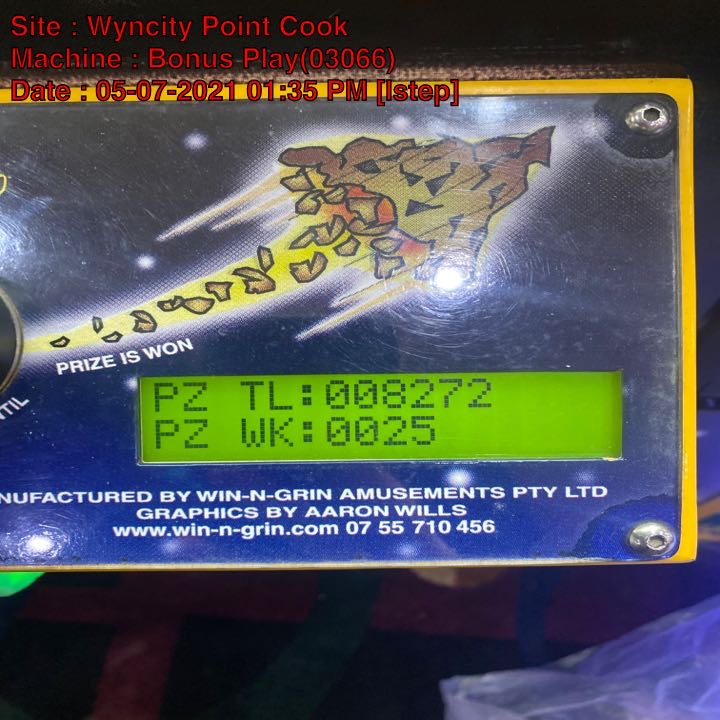 Site : Wyncity Point Cook
Machine : Bonus Play(03066)
Date : 05-07-2021 01:35 PM [Istep]
PRIZE IS WON
NTIL
PZ TL:008272
PZ WK:0025
NUFACTURED BY WIN-N-GRIN AMUSEMENTS PTY LTD
GRAPHICS BY AARON WILLS
www.win-n-grin.com 07 55 710 456